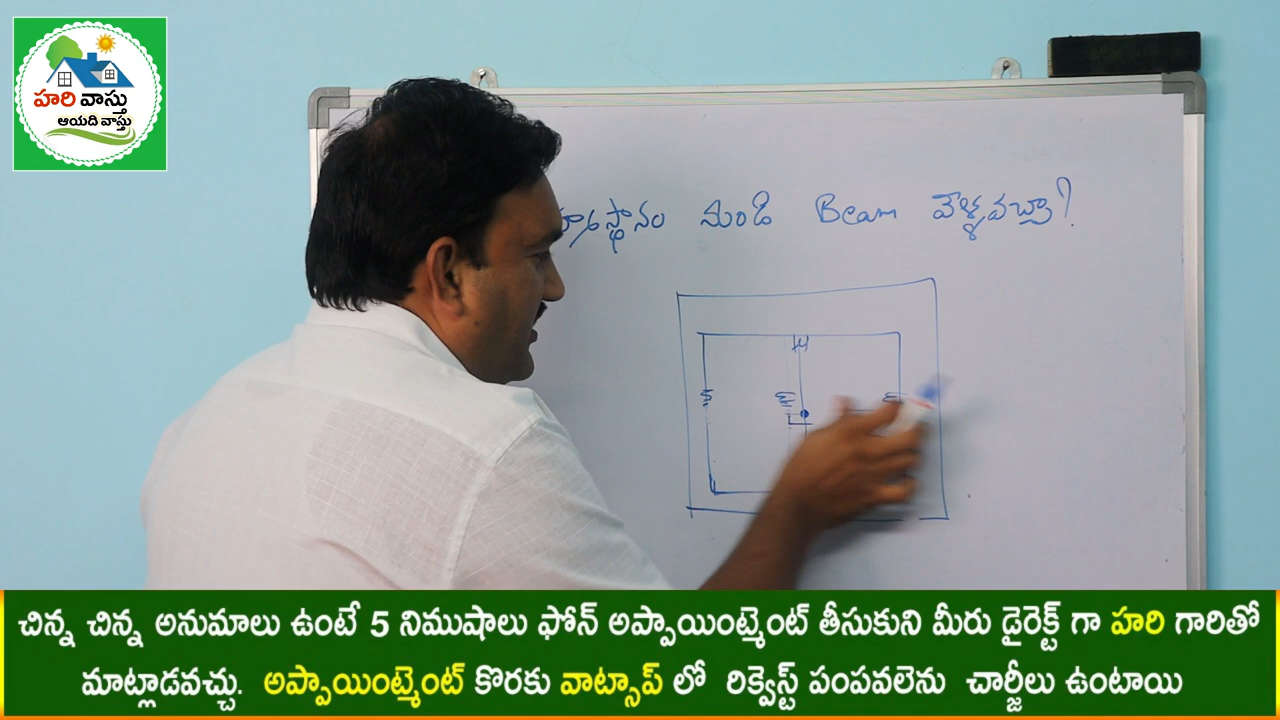 హరి వాస్తు
ఆయది వాస్తు
స్థానం నుండి Beam వెళ్ళవచ్చా?
చిన్న చిన్న అనుమాలు ఉంటే 5 నిముషాలు ఫోన్ అప్పాయింట్మెంట్ తీసుకుని మీరు డైరెక్ట్ గా హరి గారితో
మాట్లాడవచ్చు. అప్పాయింట్మెంట్ కొరకు వాట్సాప్ లో రిక్వెస్ట్ పంపవలెను చార్జీలు ఉంటాయి